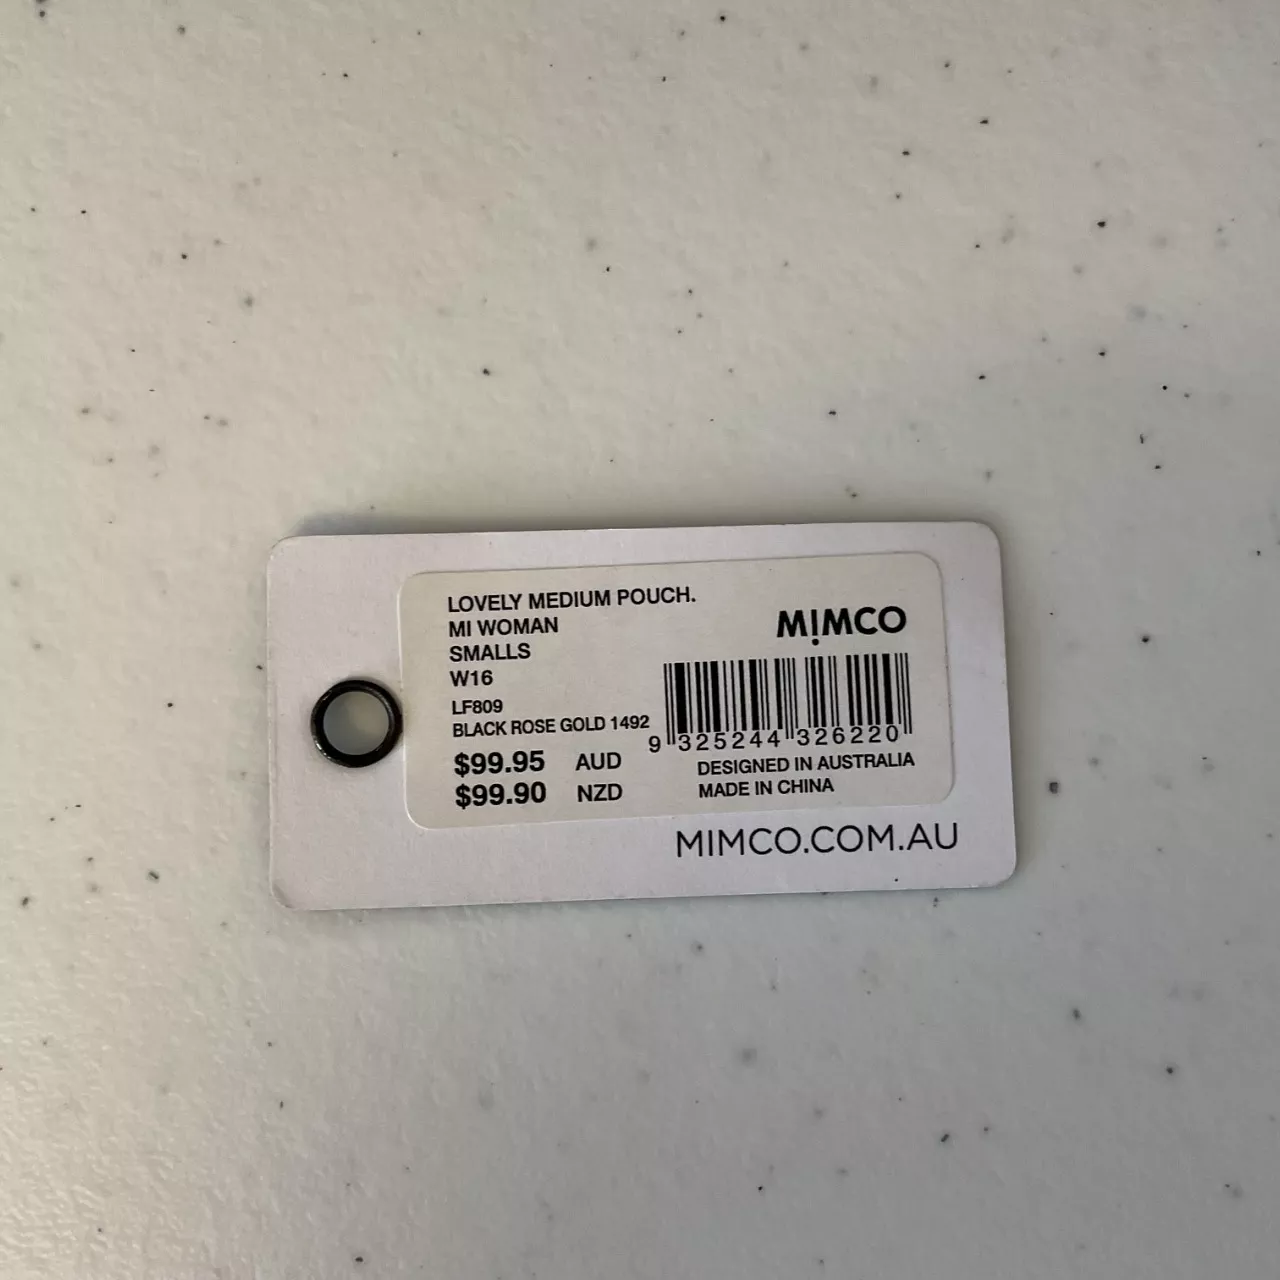 LOVELY MEDIUM POUCH.
MI WOMAN
SMALLS
W16
LF809
BLACK ROSE GOLD 1492
$99.95 AUD
$99.90 NZD
MIMCO
9 325244 326220
DESIGNED IN AUSTRALIA
MADE IN CHINA
MIMCO.COM.AU